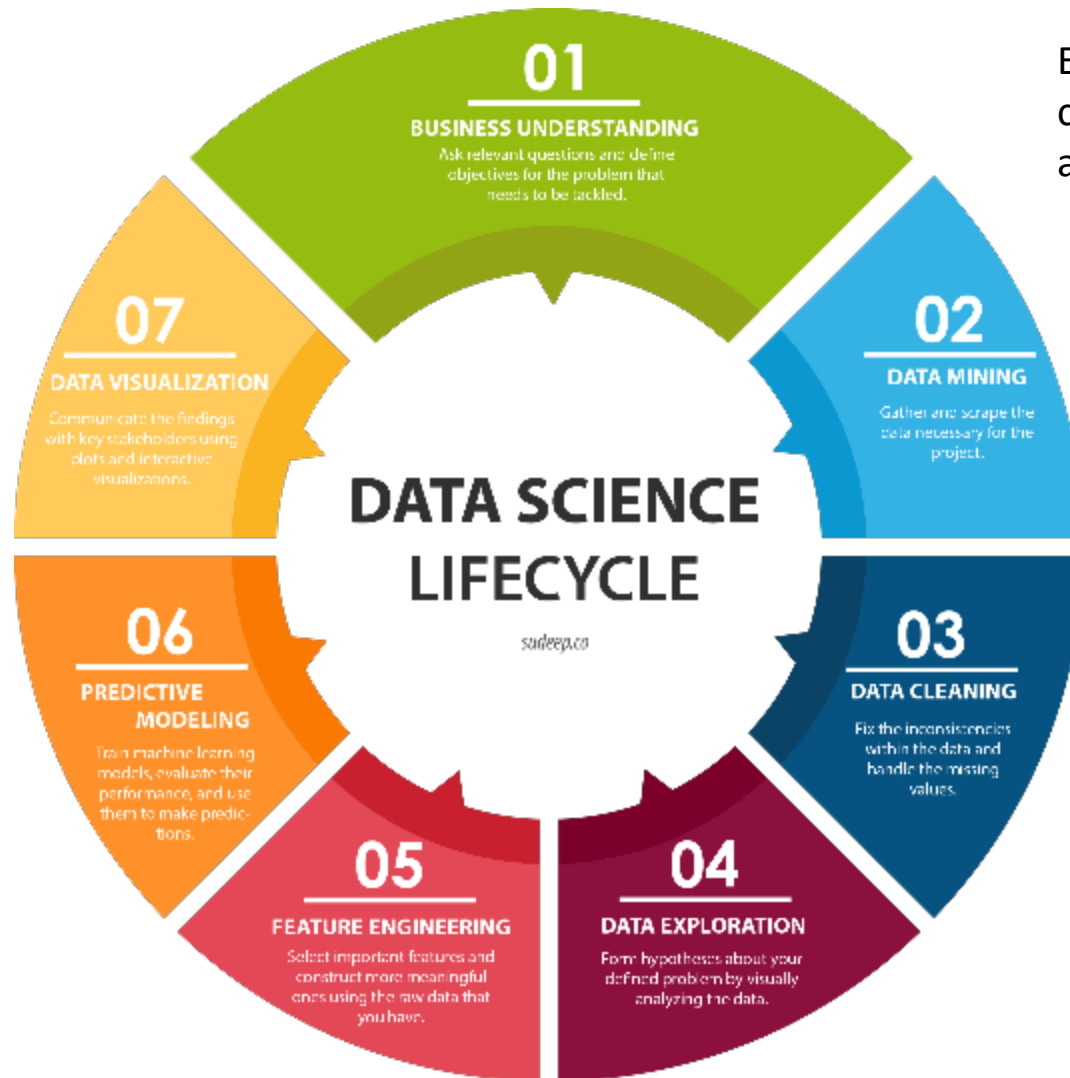 01
BUSINESS UNDERSTANDING
Ask relevant questions and define
objectives for the problem that
needs to be tackled.
02
DATA MINING
Gather and scrape the
data necessary for the
project.
03
DATA CLEANING
Fix the inconsistencies
within the data and
handle the missing
values.
04
DATA EXPLORATION
Form hypotheses about your
defined problem by visually
analyzing the data.
05
FEATURE ENGINEERING
Select important features and
construct more meaningful
ones using the raw data that
you have.
06
PREDICTIVE
MODELING
Train machine learning
models, evaluate their
performance, and use
them to make predic-
tions.
07
DATA VISUALIZATION
Communicate the findings
with key stakeholders using
plots and interactive
visualizations.
DATA SCIENCE
LIFECYCLE
sudeep.co